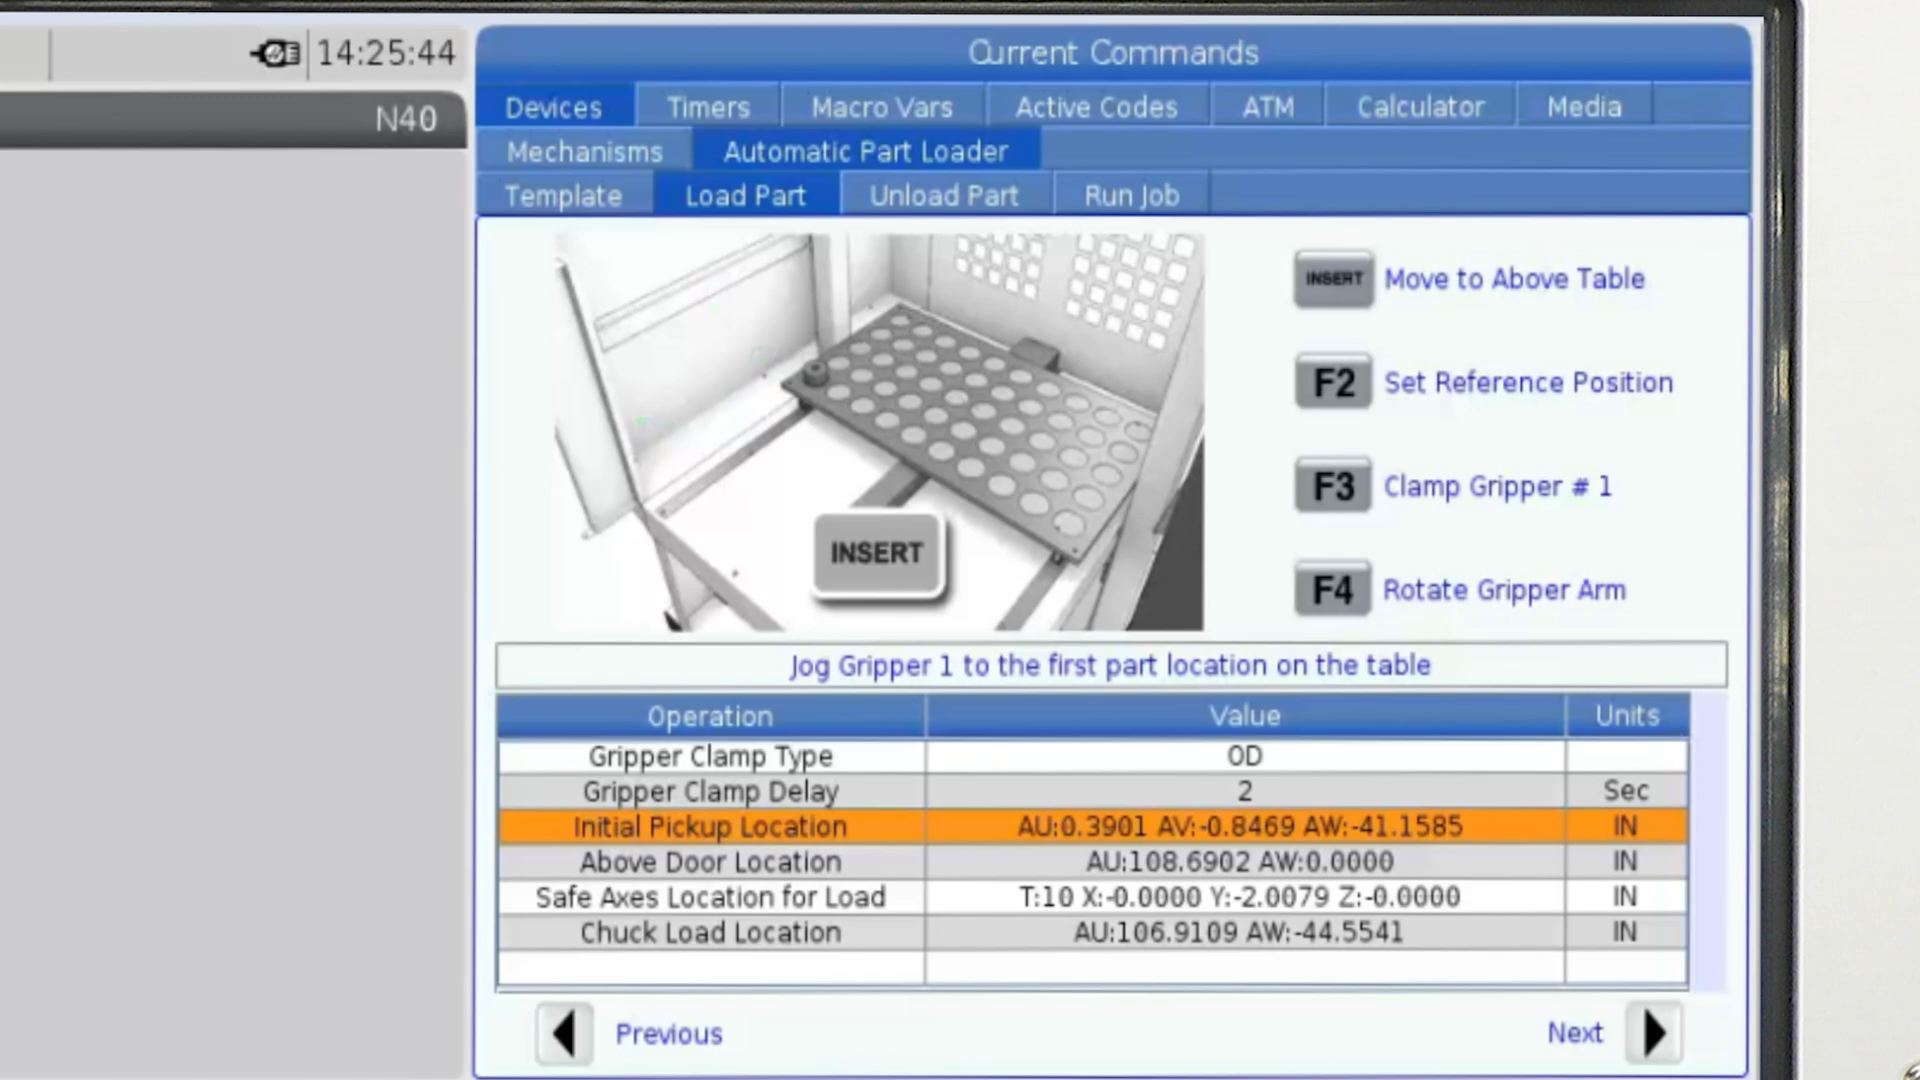 14:25:44
N40
Current Commands
Devices Timers Macro Vars Active Codes ATM Calculator Media
Mechanisms Automatic Part Loader
Template Load Part Unload Part Run Job
INSERT Move to Above Table
F2 Set Reference Position
F3 Clamp Gripper # 1
INSERT
F4 Rotate Gripper Arm
Jog Gripper 1 to the first part location on the table
Operation Value Units
Gripper Clamp Type OD
Gripper Clamp Delay 2 Sec
Initial Pickup Location AU:0.3901 AV:-0.8469 AW:-41.1585 IN
Above Door Location AU:108.6902 AW:0.0000 IN
Safe Axes Location for Load T:10 X:-0.0000 Y:-2.0079 Z:-0.0000 IN
Chuck Load Location AU:106.9109 AW:-44.5541 IN
Previous Next